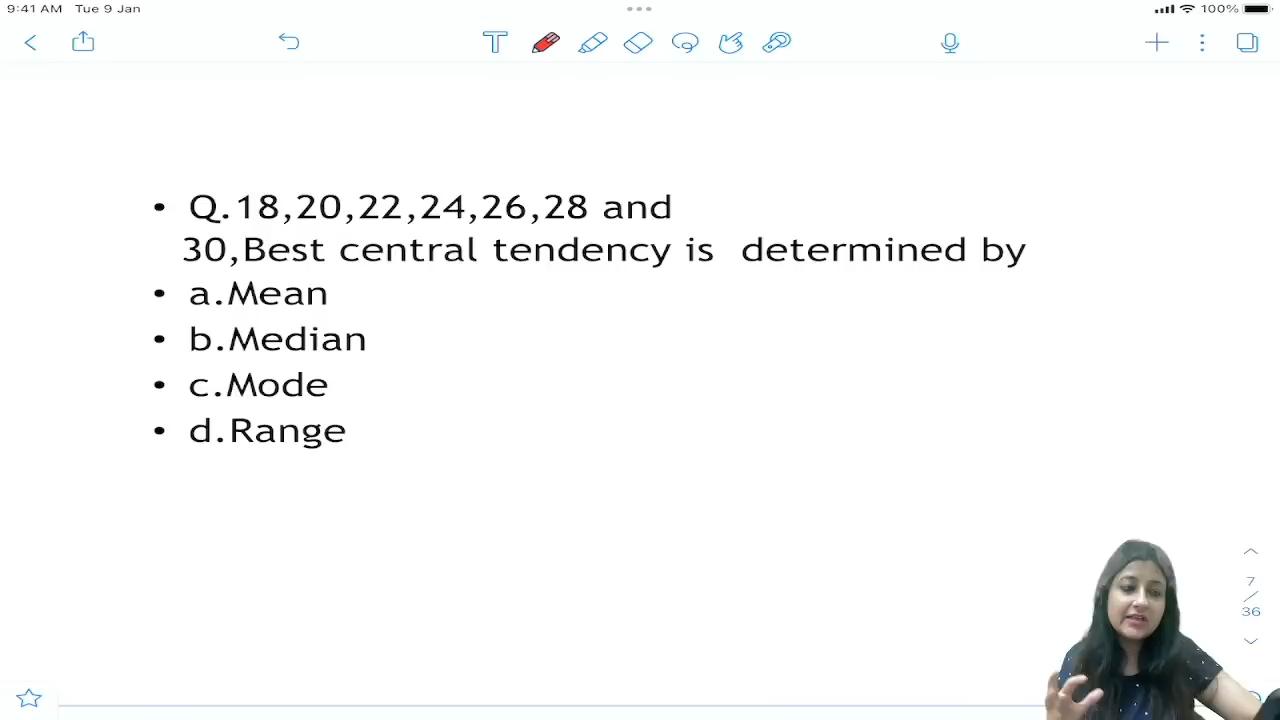 9:41 AM Tue 9 Jan
100%
T
• Q.18,20,22,24,26,28 and
30,Best central tendency is determined by
• a.Mean
• b.Median
• c.Mode
• d.Range
7
/
36